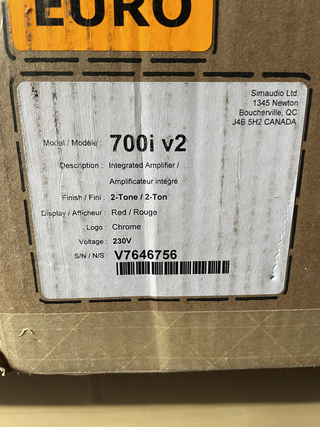 EURO
Simaudio Ltd.
1345 Newton
Boucherville, QC
J4B 5H2 CANADA
Model / Modèle : 700i v2
Description : Integrated Amplifier /
Amplificateur intégré
Finish / Fini : 2-Tone / 2-Ton
Display / Afficheur : Red / Rouge
Logo : Chrome
Voltage : 230V
S/N / N/S : V7646756